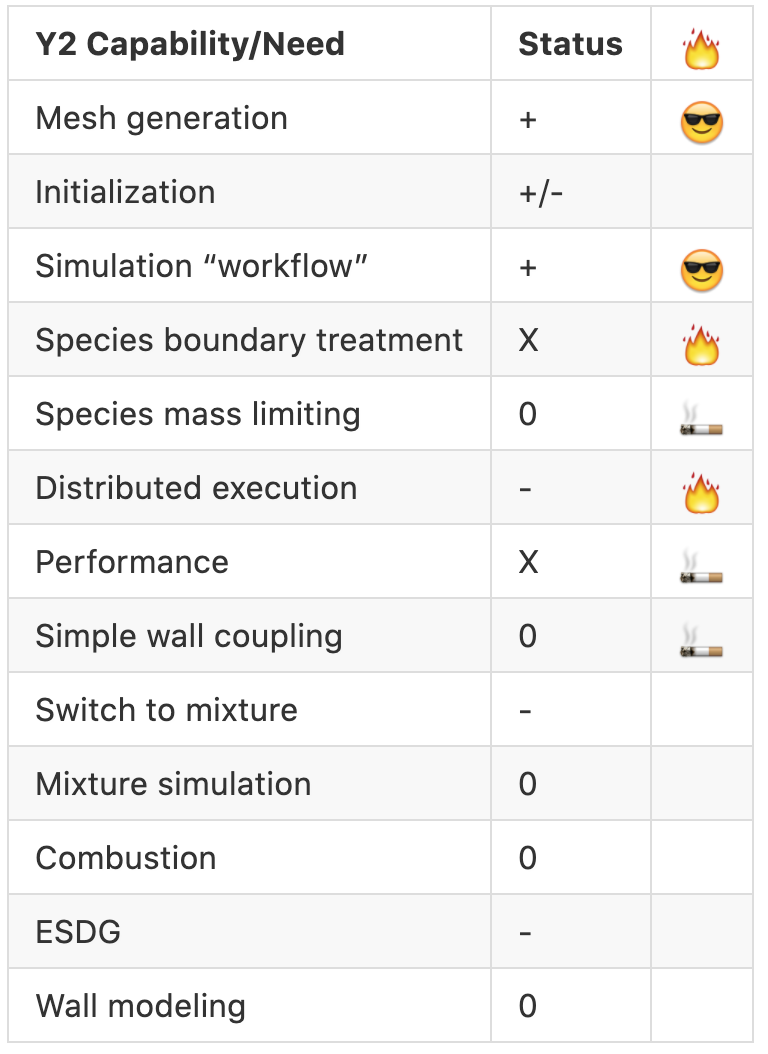 Y2 Capability/Need Status 🔥
Mesh generation + 😎
Initialization +/-
Simulation “workflow” + 😎
Species boundary treatment X 🔥
Species mass limiting 0 🚬
Distributed execution - 🔥
Performance X 🚬
Simple wall coupling 0 🚬
Switch to mixture -
Mixture simulation 0
Combustion 0
ESDG -
Wall modeling 0